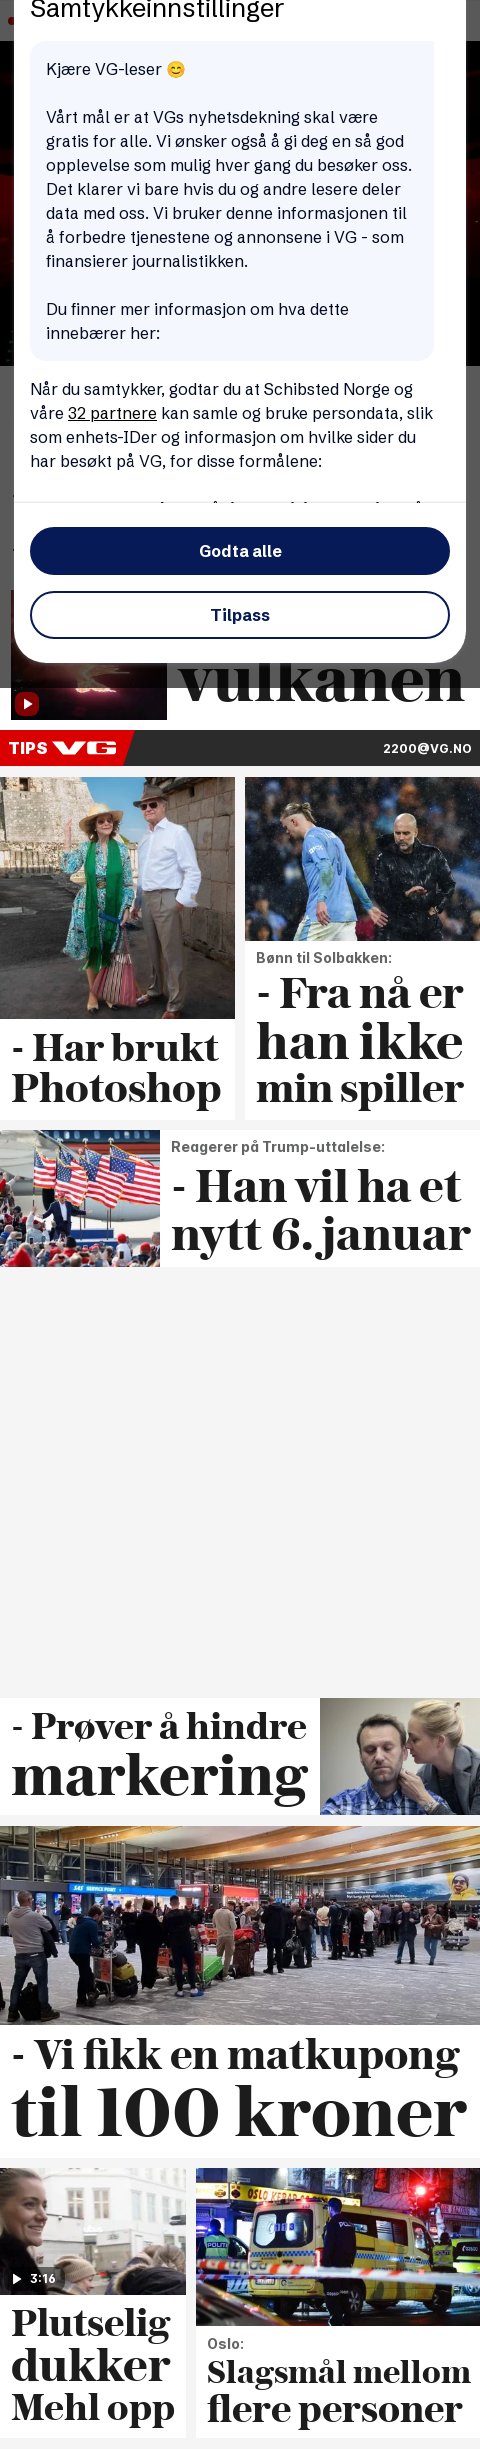 Samtykkeinnstillinger
Kjære VG-leser 😊
Vårt mål er at VGs nyhetsdekning skal være
gratis for alle. Vi ønsker også å gi deg en så god
opplevelse som mulig hver gang du besøker oss.
Det klarer vi bare hvis du og andre lesere deler
data med oss. Vi bruker denne informasjonen til
å forbedre tjenestene og annonsene i VG - som
finansierer journalistikken.
Du finner mer informasjon om hva dette
innebærer her:
Når du samtykker, godtar du at Schibsted Norge og
våre 32 partnere kan samle og bruke persondata, slik
som enhets-IDer og informasjon om hvilke sider du
har besøkt på VG, for disse formålene:
Godta alle
Tilpass
vulkanen
TIPS VG
2200@VG.NO
- Har brukt
Photoshop
Bønn til Solbakken:
- Fra nå er
han ikke
min spiller
Reagerer på Trump-uttalelse:
- Han vil ha et
nytt 6. januar
- Prøver å hindre
markering
SAS SERVICE POINT
- Vi fikk en matkupong
til 100 kroner
3:16
Plutselig
dukker
Mehl opp
OSLO KEBAB
POLITI
Oslo:
Slagsmål mellom
flere personer